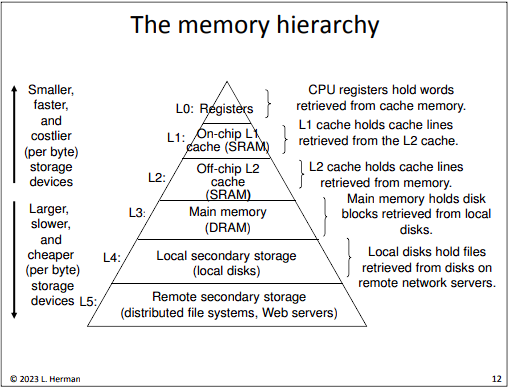 The memory hierarchy
Smaller,
faster,
and
costlier
(per byte)
storage
devices
Larger,
slower,
and
cheaper
(per byte)
storage
devices
L0: Registers
L1: On-chip L1
cache (SRAM)
L2: Off-chip L2
cache
(SRAM)
L3: Main memory
(DRAM)
L4: Local secondary storage
(local disks)
L5: Remote secondary storage
(distributed file systems, Web servers)
CPU registers hold words
retrieved from cache memory.
L1 cache holds cache lines
retrieved from the L2 cache.
L2 cache holds cache lines
retrieved from memory.
Main memory holds disk
blocks retrieved from local
disks.
Local disks hold files
retrieved from disks on
remote network servers.
© 2023 L. Herman
12